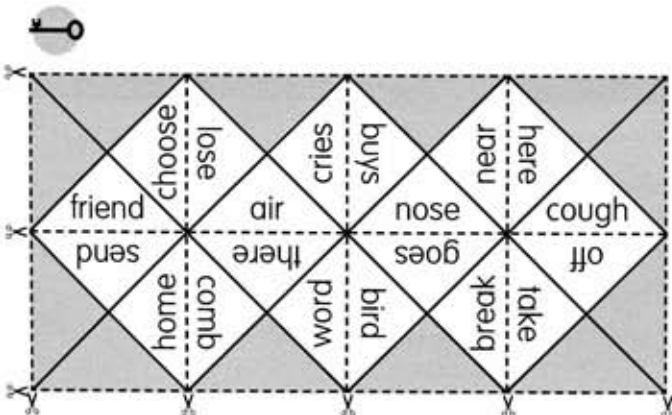 choose
lose
cries
buys
near
here
friend
air
nose
cough
send
there
goes
off
home
comb
word
bird
break
take